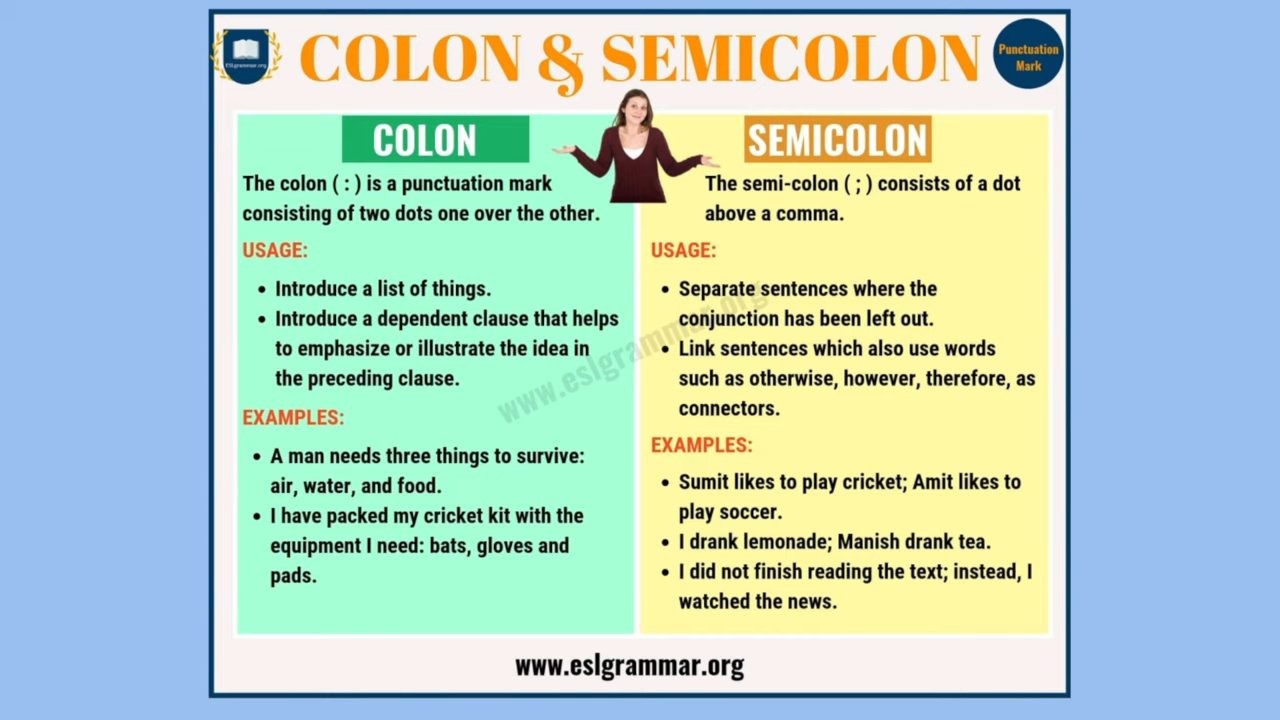 COLON & SEMICOLON
ESLgrammar.org
Punctuation
Mark
COLON
The colon ( : ) is a punctuation mark
consisting of two dots one over the other.
USAGE:
• Introduce a list of things.
• Introduce a dependent clause that helps
to emphasize or illustrate the idea in
the preceding clause.
EXAMPLES:
• A man needs three things to survive:
air, water, and food.
• I have packed my cricket kit with the
equipment I need: bats, gloves and
pads.
SEMICOLON
The semi-colon ( ; ) consists of a dot
above a comma.
USAGE:
• Separate sentences where the
conjunction has been left out.
• Link sentences which also use words
such as otherwise, however, therefore, as
connectors.
EXAMPLES:
• Sumit likes to play cricket; Amit likes to
play soccer.
• I drank lemonade; Manish drank tea.
• I did not finish reading the text; instead, I
watched the news.
www.eslgrammar.org
www.eslgrammar.org